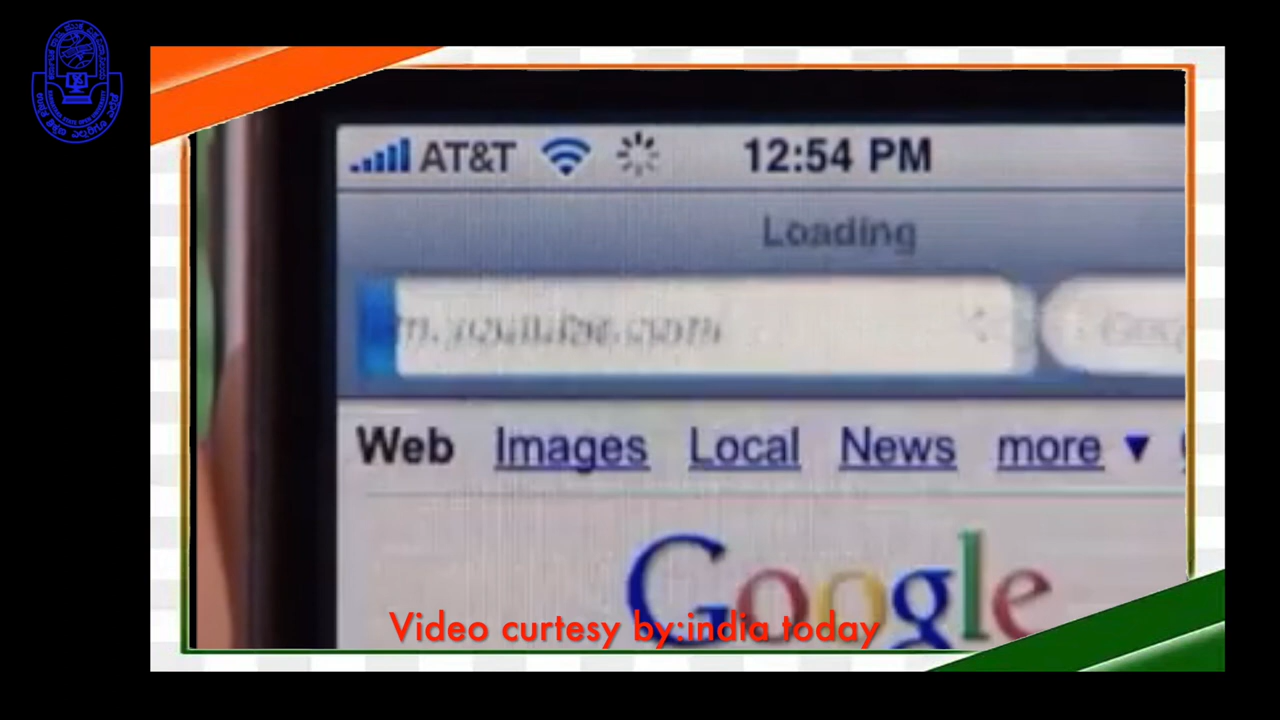 AT&T 12:54 PM
Loading
Web Images Local News more ▼
Google
Video curtesy by:india today